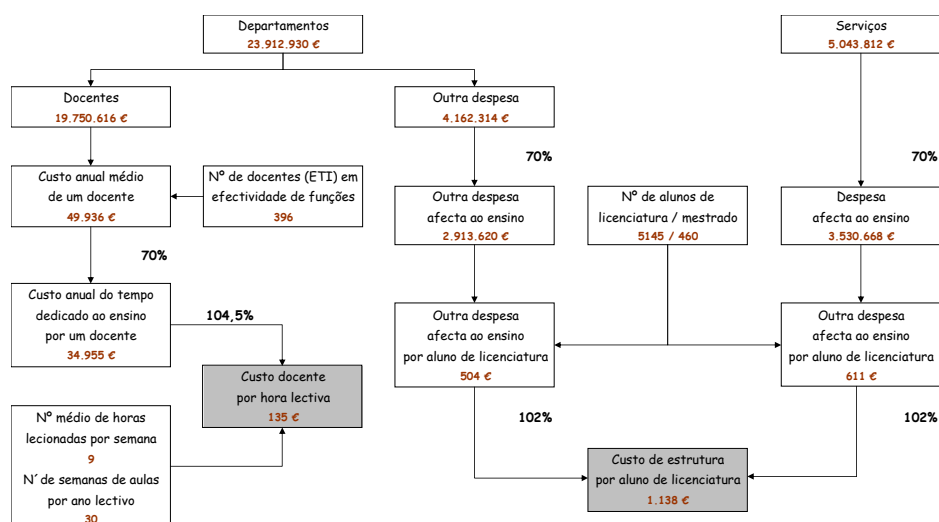 Departamentos
23.912.930 €
Serviços
5.043.812 €
Docentes
19.750.616 €
Outra despesa
4.162.314 €
70%
70%
Custo anual médio
de um docente
49.936 €
Nº de docentes (ETI) em
efectividade de funções
396
Outra despesa
afecta ao ensino
2.913.620 €
Nº de alunos de
licenciatura / mestrado
5145 / 460
Despesa
afecta ao ensino
3.530.668 €
70%
Custo anual do tempo
dedicado ao ensino
por um docente
34.955 €
104,5%
Outra despesa
afecta ao ensino
por aluno de licenciatura
504 €
Outra despesa
afecta ao ensino
por aluno de licenciatura
611 €
Custo docente
por hora lectiva
135 €
102%
102%
Nº médio de horas
lecionadas por semana
9
N´de semanas de aulas
por ano lectivo
30
Custo de estrutura
por aluno de licenciatura
1.138 €